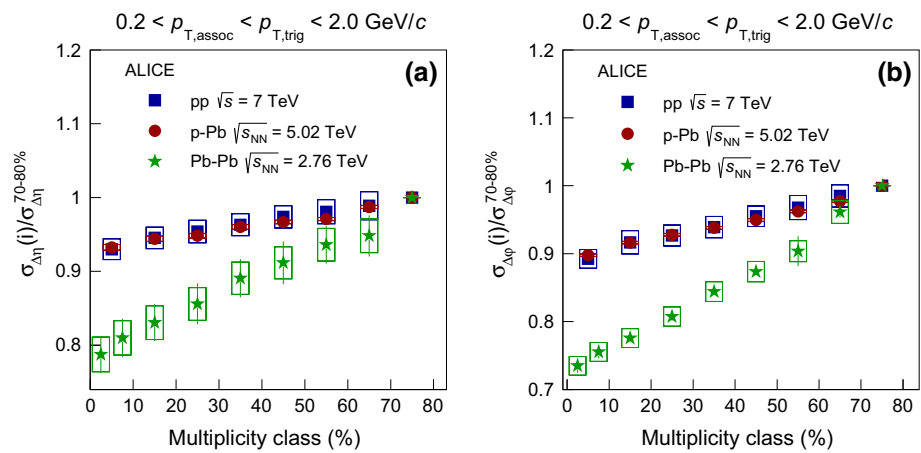 0.2 < p_T,assoc < p_T,trig < 2.0 GeV/c
(a)
ALICE
pp √s = 7 TeV
p-Pb √s_NN = 5.02 TeV
Pb-Pb √s_NN = 2.76 TeV
σ_Δη(i)/σ_Δη^70-80%
1.2
1.1
1
0.9
0.8
0 10 20 30 40 50 60 70 80
Multiplicity class (%)
0.2 < p_T,assoc < p_T,trig < 2.0 GeV/c
(b)
ALICE
pp √s = 7 TeV
p-Pb √s_NN = 5.02 TeV
Pb-Pb √s_NN = 2.76 TeV
σ_Δφ(i)/σ_Δφ^70-80%
1.2
1.1
1
0.9
0.8
0.7
0 10 20 30 40 50 60 70 80
Multiplicity class (%)